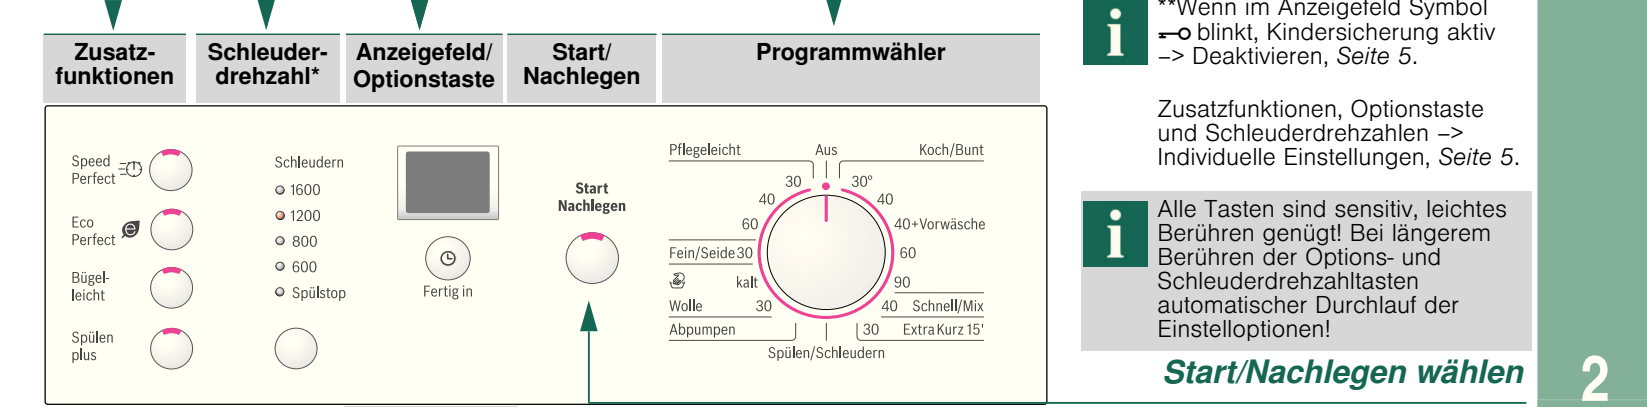 Zusatz-
funktionen
Schleuder-
drehzahl*
Anzeigefeld/
Optionstaste
Start/
Nachlegen
Programmwähler
Speed
Perfect
Eco
Perfect
Bügel-
leicht
Spülen
plus
Schleudern
1600
1200
800
600
Spülstop
Fertig in
Start
Nachlegen
Pflegeleicht
Aus
Koch/Bunt
30
30°
40
40
60
40+Vorwäsche
Fein/Seide 30
60
kalt
90
Wolle 30
40 Schnell/Mix
Abpumpen
30 Extra Kurz 15'
Spülen/Schleudern
**Wenn im Anzeigefeld Symbol
blinkt, Kindersicherung aktiv
–> Deaktivieren, Seite 5.
Zusatzfunktionen, Optionstaste
und Schleuderdrehzahlen –>
Individuelle Einstellungen, Seite 5.
Alle Tasten sind sensitiv, leichtes
Berühren genügt! Bei längerem
Berühren der Options- und
Schleuderdrehzahltasten
automatischer Durchlauf der
Einstelloptionen!
Start/Nachlegen wählen
2